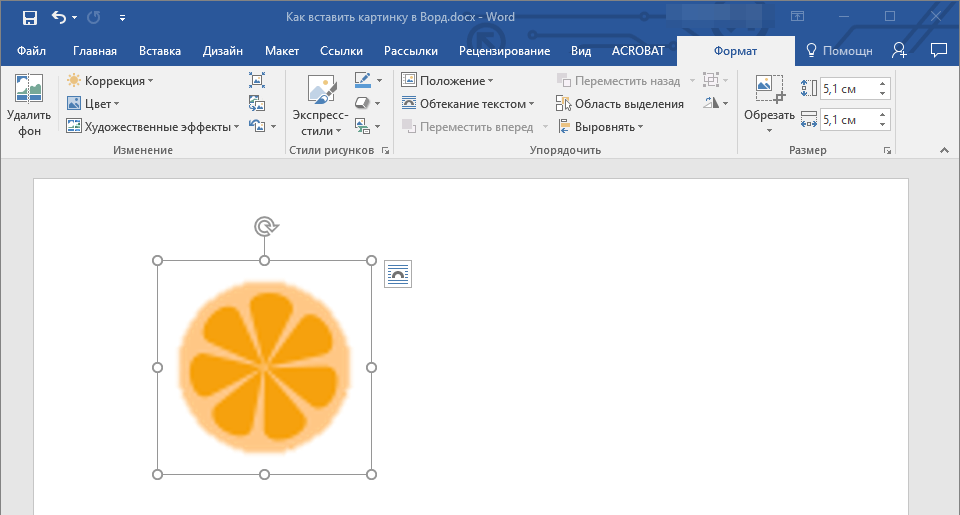 Как вставить картинку в Ворд.docx - Word
Файл Главная Вставка Дизайн Макет Ссылки Рассылки Рецензирование Вид ACROBAT Формат Помощн
Удалить фон
Коррекция
Цвет
Художественные эффекты
Изменение
Экспресс-
стили
Стили рисунков
Положение
Обтекание текстом
Переместить вперед
Переместить назад
Область выделения
Выровнять
Упорядочить
Обрезать
5,1 см
5,1 см
Размер